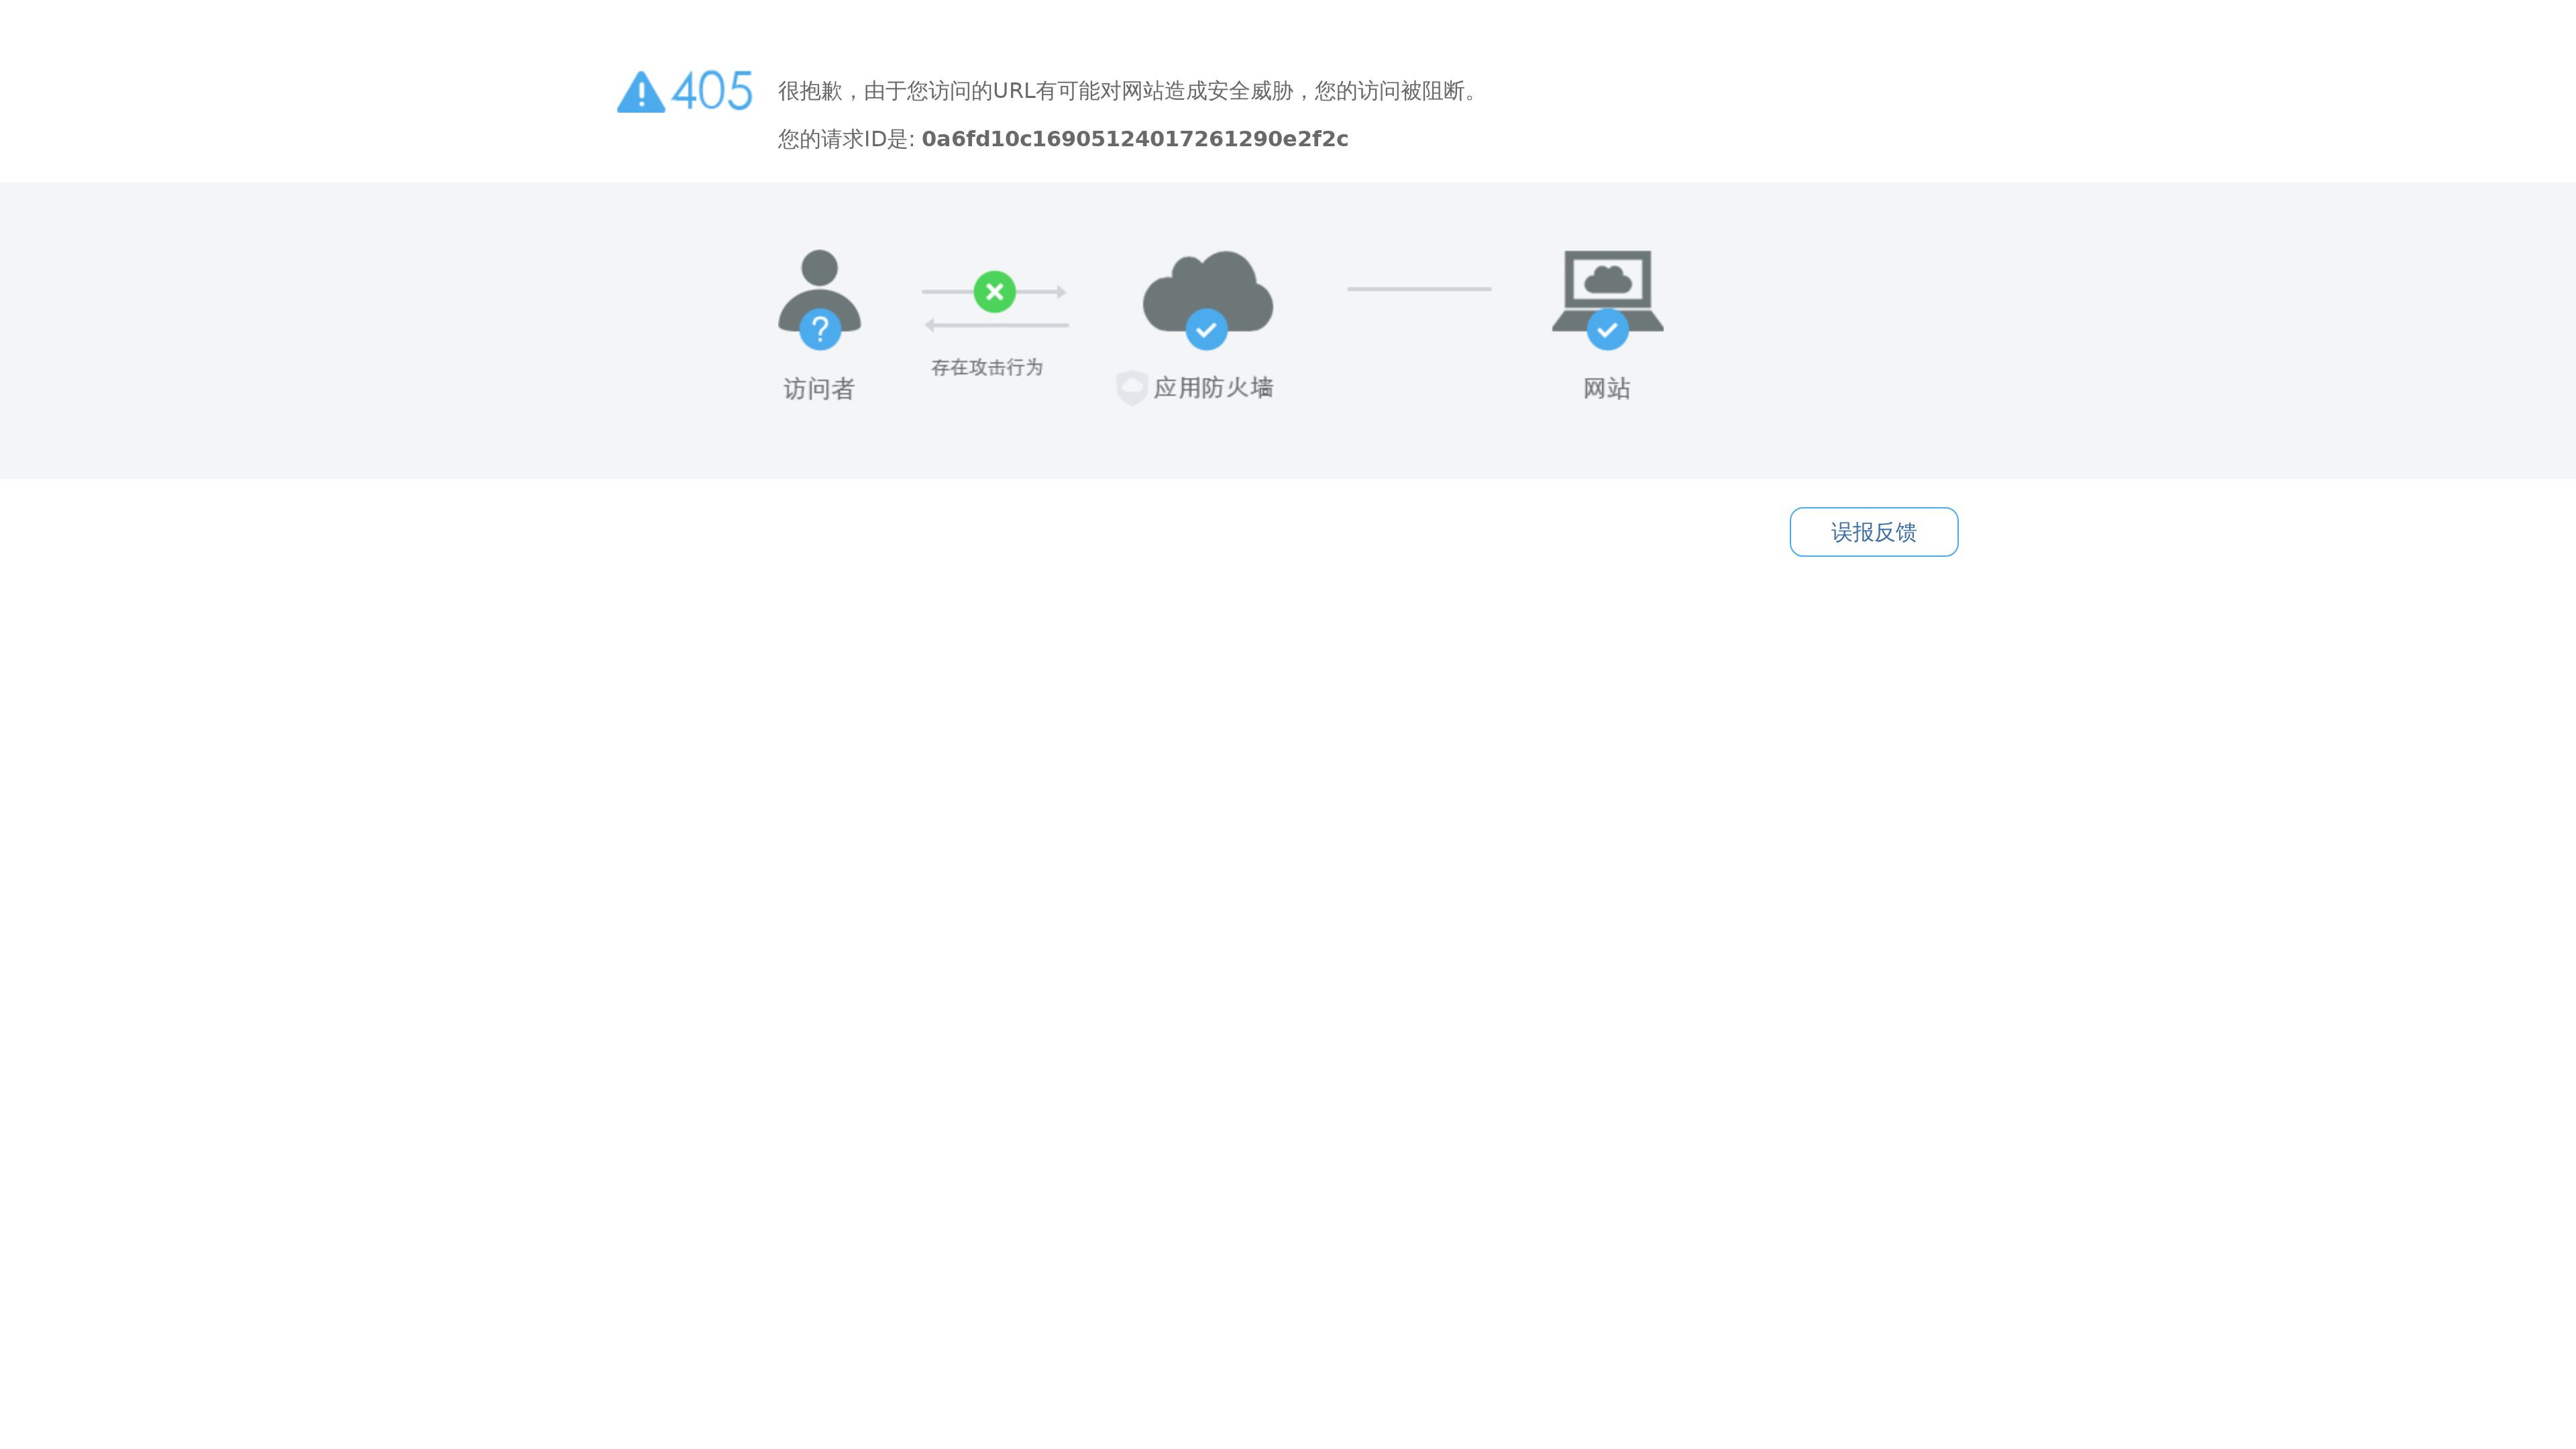 405
很抱歉，由于您访问的URL有可能对网站造成安全威胁，您的访问被阻断。
您的请求ID是: 0a6fd10c16905124017261290e2f2c
存在攻击行为
访问者
应用防火墙
网站
误报反馈